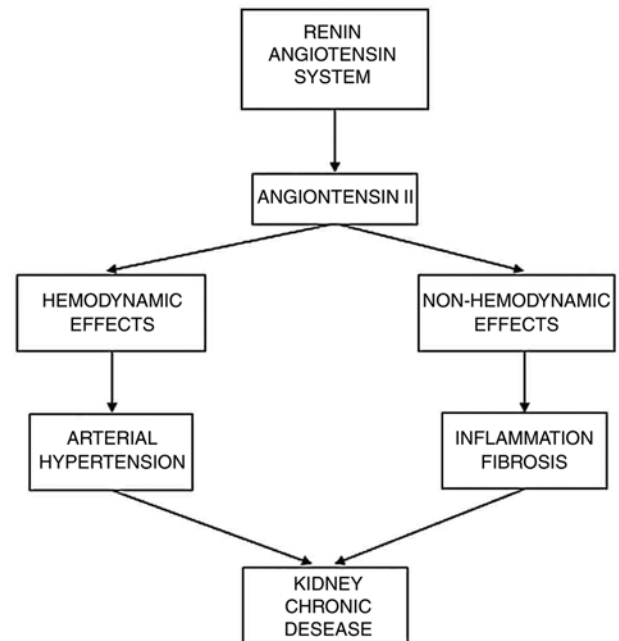 RENIN
ANGIOTENSIN
SYSTEM
ANGIONTENSIN II
HEMODYNAMIC
EFFECTS
NON-HEMODYNAMIC
EFFECTS
ARTERIAL
HYPERTENSION
INFLAMMATION
FIBROSIS
KIDNEY
CHRONIC
DESEASE